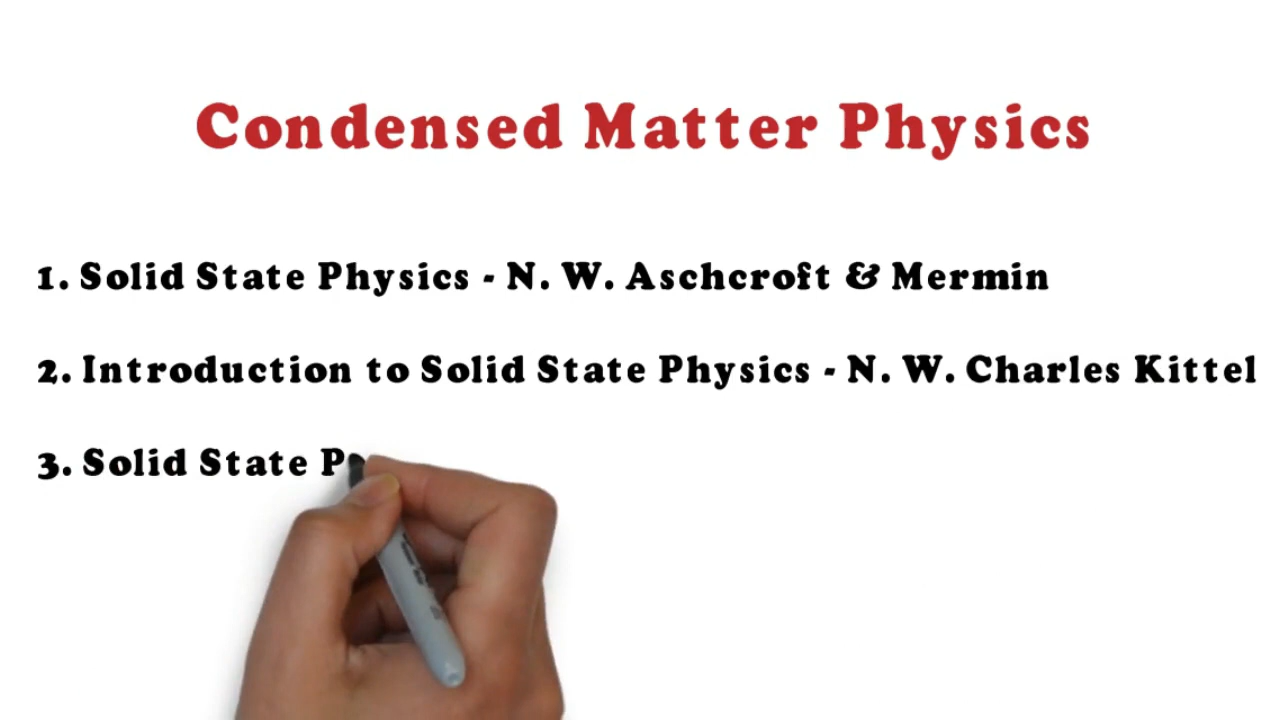 Condensed Matter Physics
1. Solid State Physics - N. W. Aschcroft & Mermin
2. Introduction to Solid State Physics - N. W. Charles Kittel
3. Solid State P